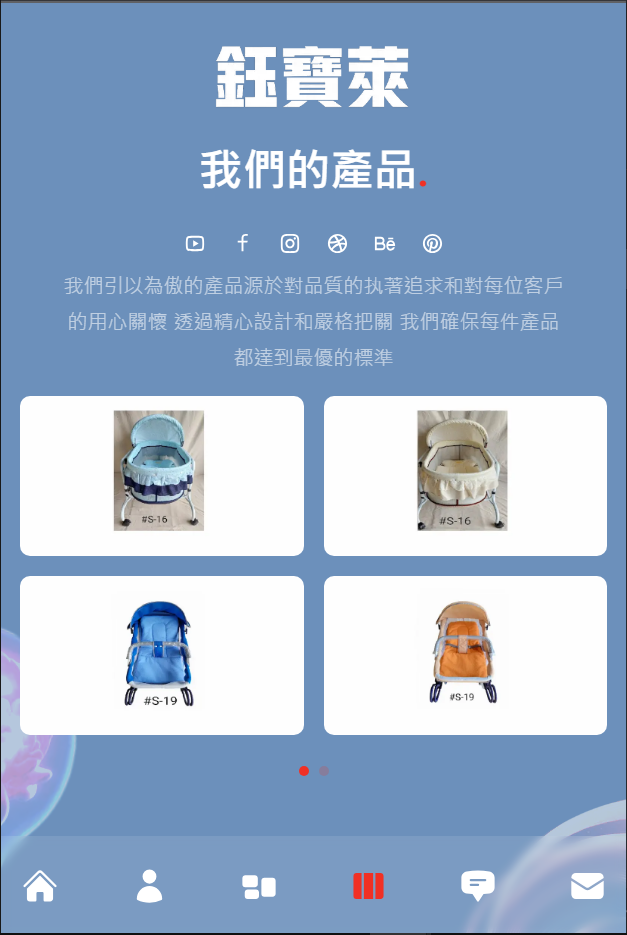 鈺寶萊
我們的產品.
我們引以為傲的產品源於對品質的执著追求和對每位客戶
的用心關懷 透過精心設計和嚴格把關 我們確保每件產品
都達到最優的標準
#S-16
#S-16
#S-19
#S-19